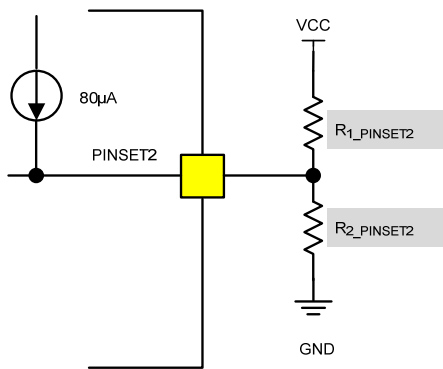 VCC
80µA
R1_PINSET2
PINSET2
R2_PINSET2
GND